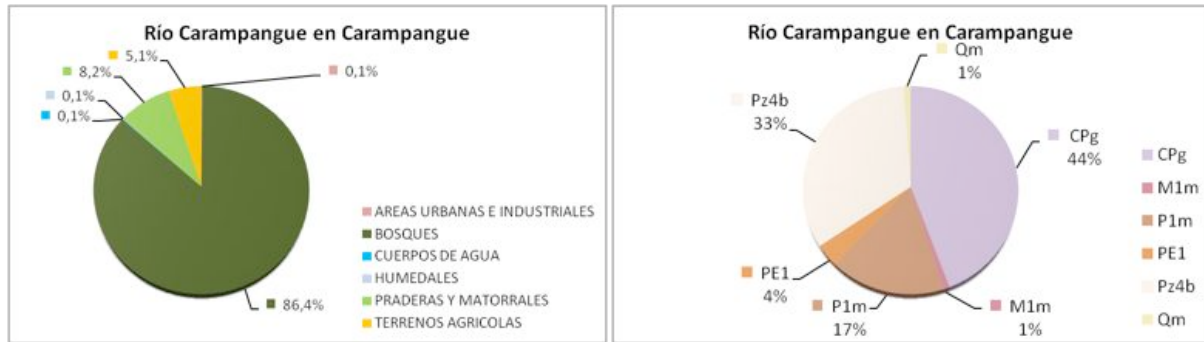 Río Carampangue en Carampangue
5,1%
0,1%
8,2%
0,1%
0,1%
AREAS URBANAS E INDUSTRIALES
BOSQUES
CUERPOS DE AGUA
HUMEDALES
PRADERAS Y MATORRALES
TERRENOS AGRICOLAS
86,4%
Río Carampangue en Carampangue
Qm
1%
Pz4b
33%
CPg
44%
CPg
M1m
P1m
PE1
Pz4b
Qm
PE1
4%
P1m
17%
M1m
1%